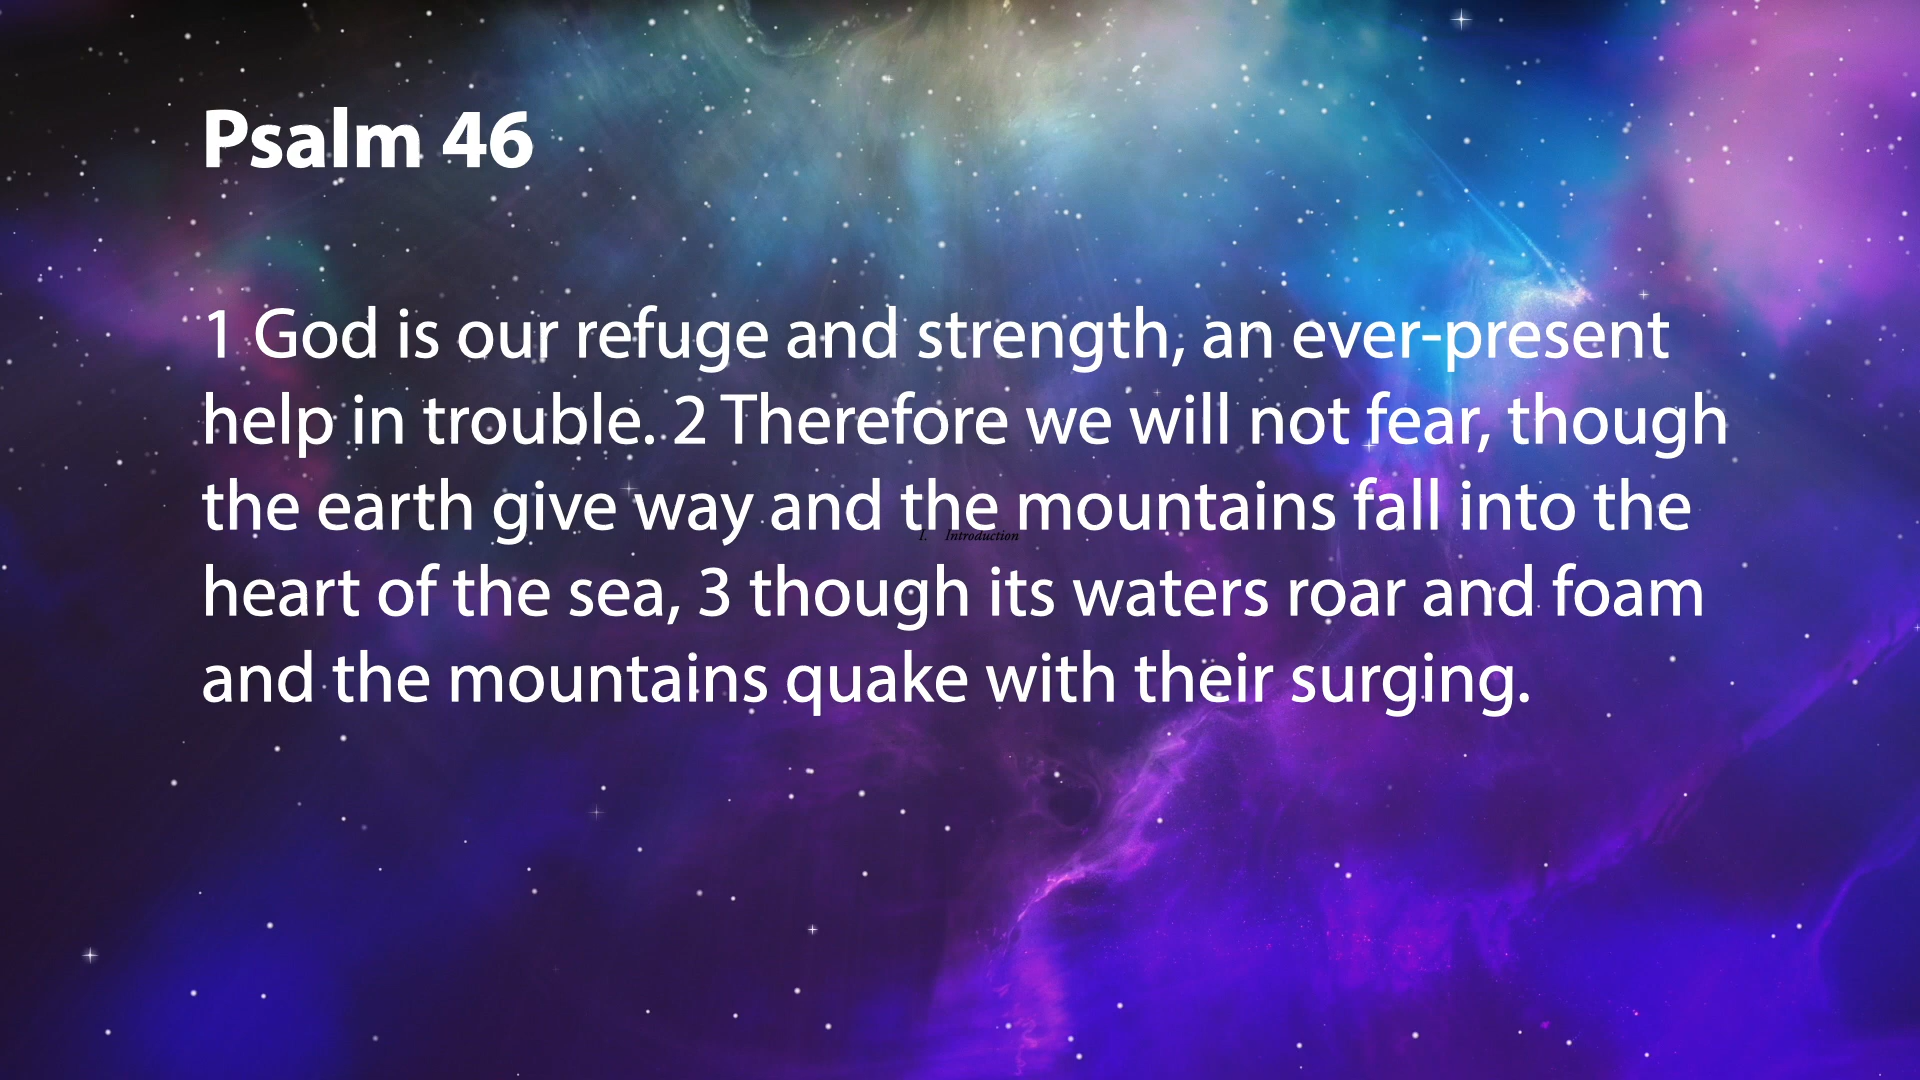 Psalm 46
1 God is our refuge and strength, an ever-present
help in trouble. 2 Therefore we will not fear, though
the earth give way and the mountains fall into the
I. Introduction
heart of the sea, 3 though its waters roar and foam
and the mountains quake with their surging.